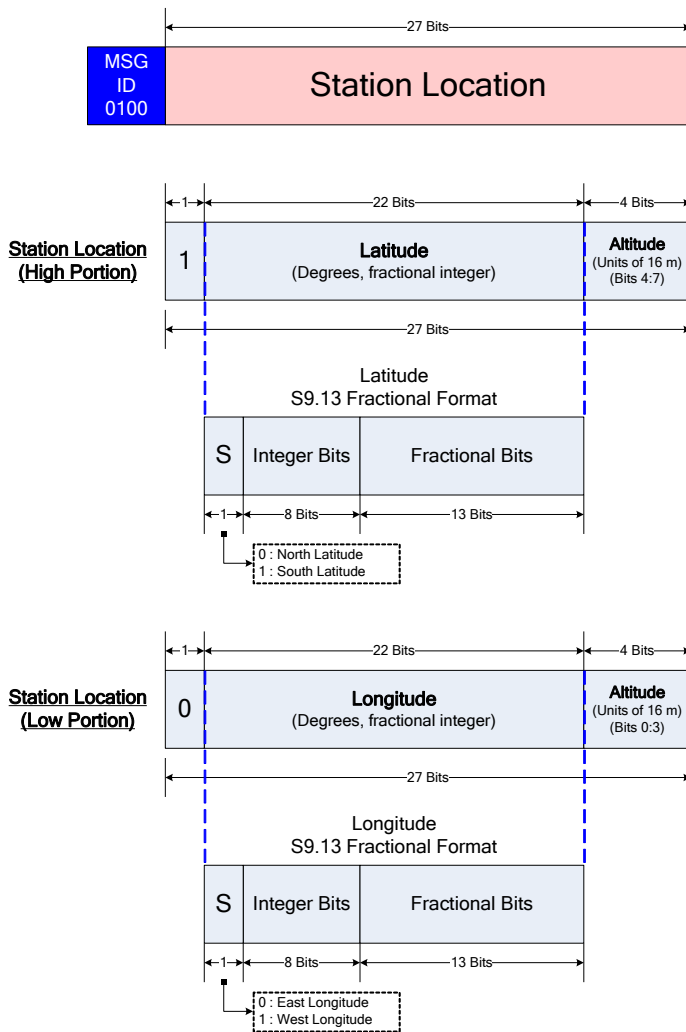 27 Bits
MSG
ID
0100
Station Location
1
22 Bits
4 Bits
Station Location
(High Portion)
1
Latitude
(Degrees, fractional integer)
Altitude
(Units of 16 m)
(Bits 4:7)
27 Bits
Latitude
S9.13 Fractional Format
S
Integer Bits
Fractional Bits
1
8 Bits
13 Bits
0 : North Latitude
1 : South Latitude
1
22 Bits
4 Bits
Station Location
(Low Portion)
0
Longitude
(Degrees, fractional integer)
Altitude
(Units of 16 m)
(Bits 0:3)
27 Bits
Longitude
S9.13 Fractional Format
S
Integer Bits
Fractional Bits
1
8 Bits
13 Bits
0 : East Longitude
1 : West Longitude